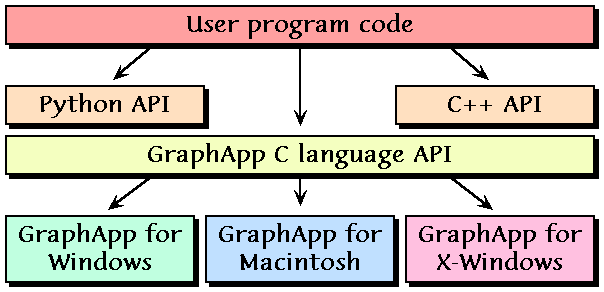 User program code
Python API
C++ API
GraphApp C language API
GraphApp for
Windows
GraphApp for
Macintosh
GraphApp for
X-Windows